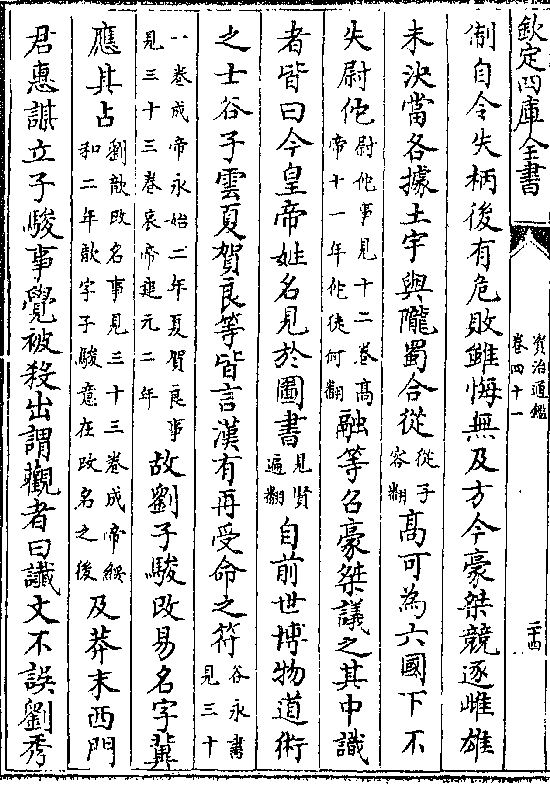 欽定四庫全書
資治通鑑
卷四十一
二十四
制自令失柄後有危敗雖悔無及方今豪桀競逐雌雄
未決當各據土宇與隴蜀合從從子容翻高可為六國下不
失尉佗尉佗事見十二卷高帝十一年佗徒何翻融等召豪桀議之其中識
者皆曰今皇帝姓名見於圖書見賢遍翻自前世博物道術
之士谷子雲夏賀良等皆言漢有再受命之符谷永書見三十
一卷成帝永始二年夏賀良事見三十三卷哀帝建元二年故劉子駿改易名字冀
應其占劉歆改名事見三十三卷成帝綏和二年歆字子駿意在改名之後及莽末西門
君惠謀立子駿事覺被殺出謂觀者曰讖文不誤劉秀